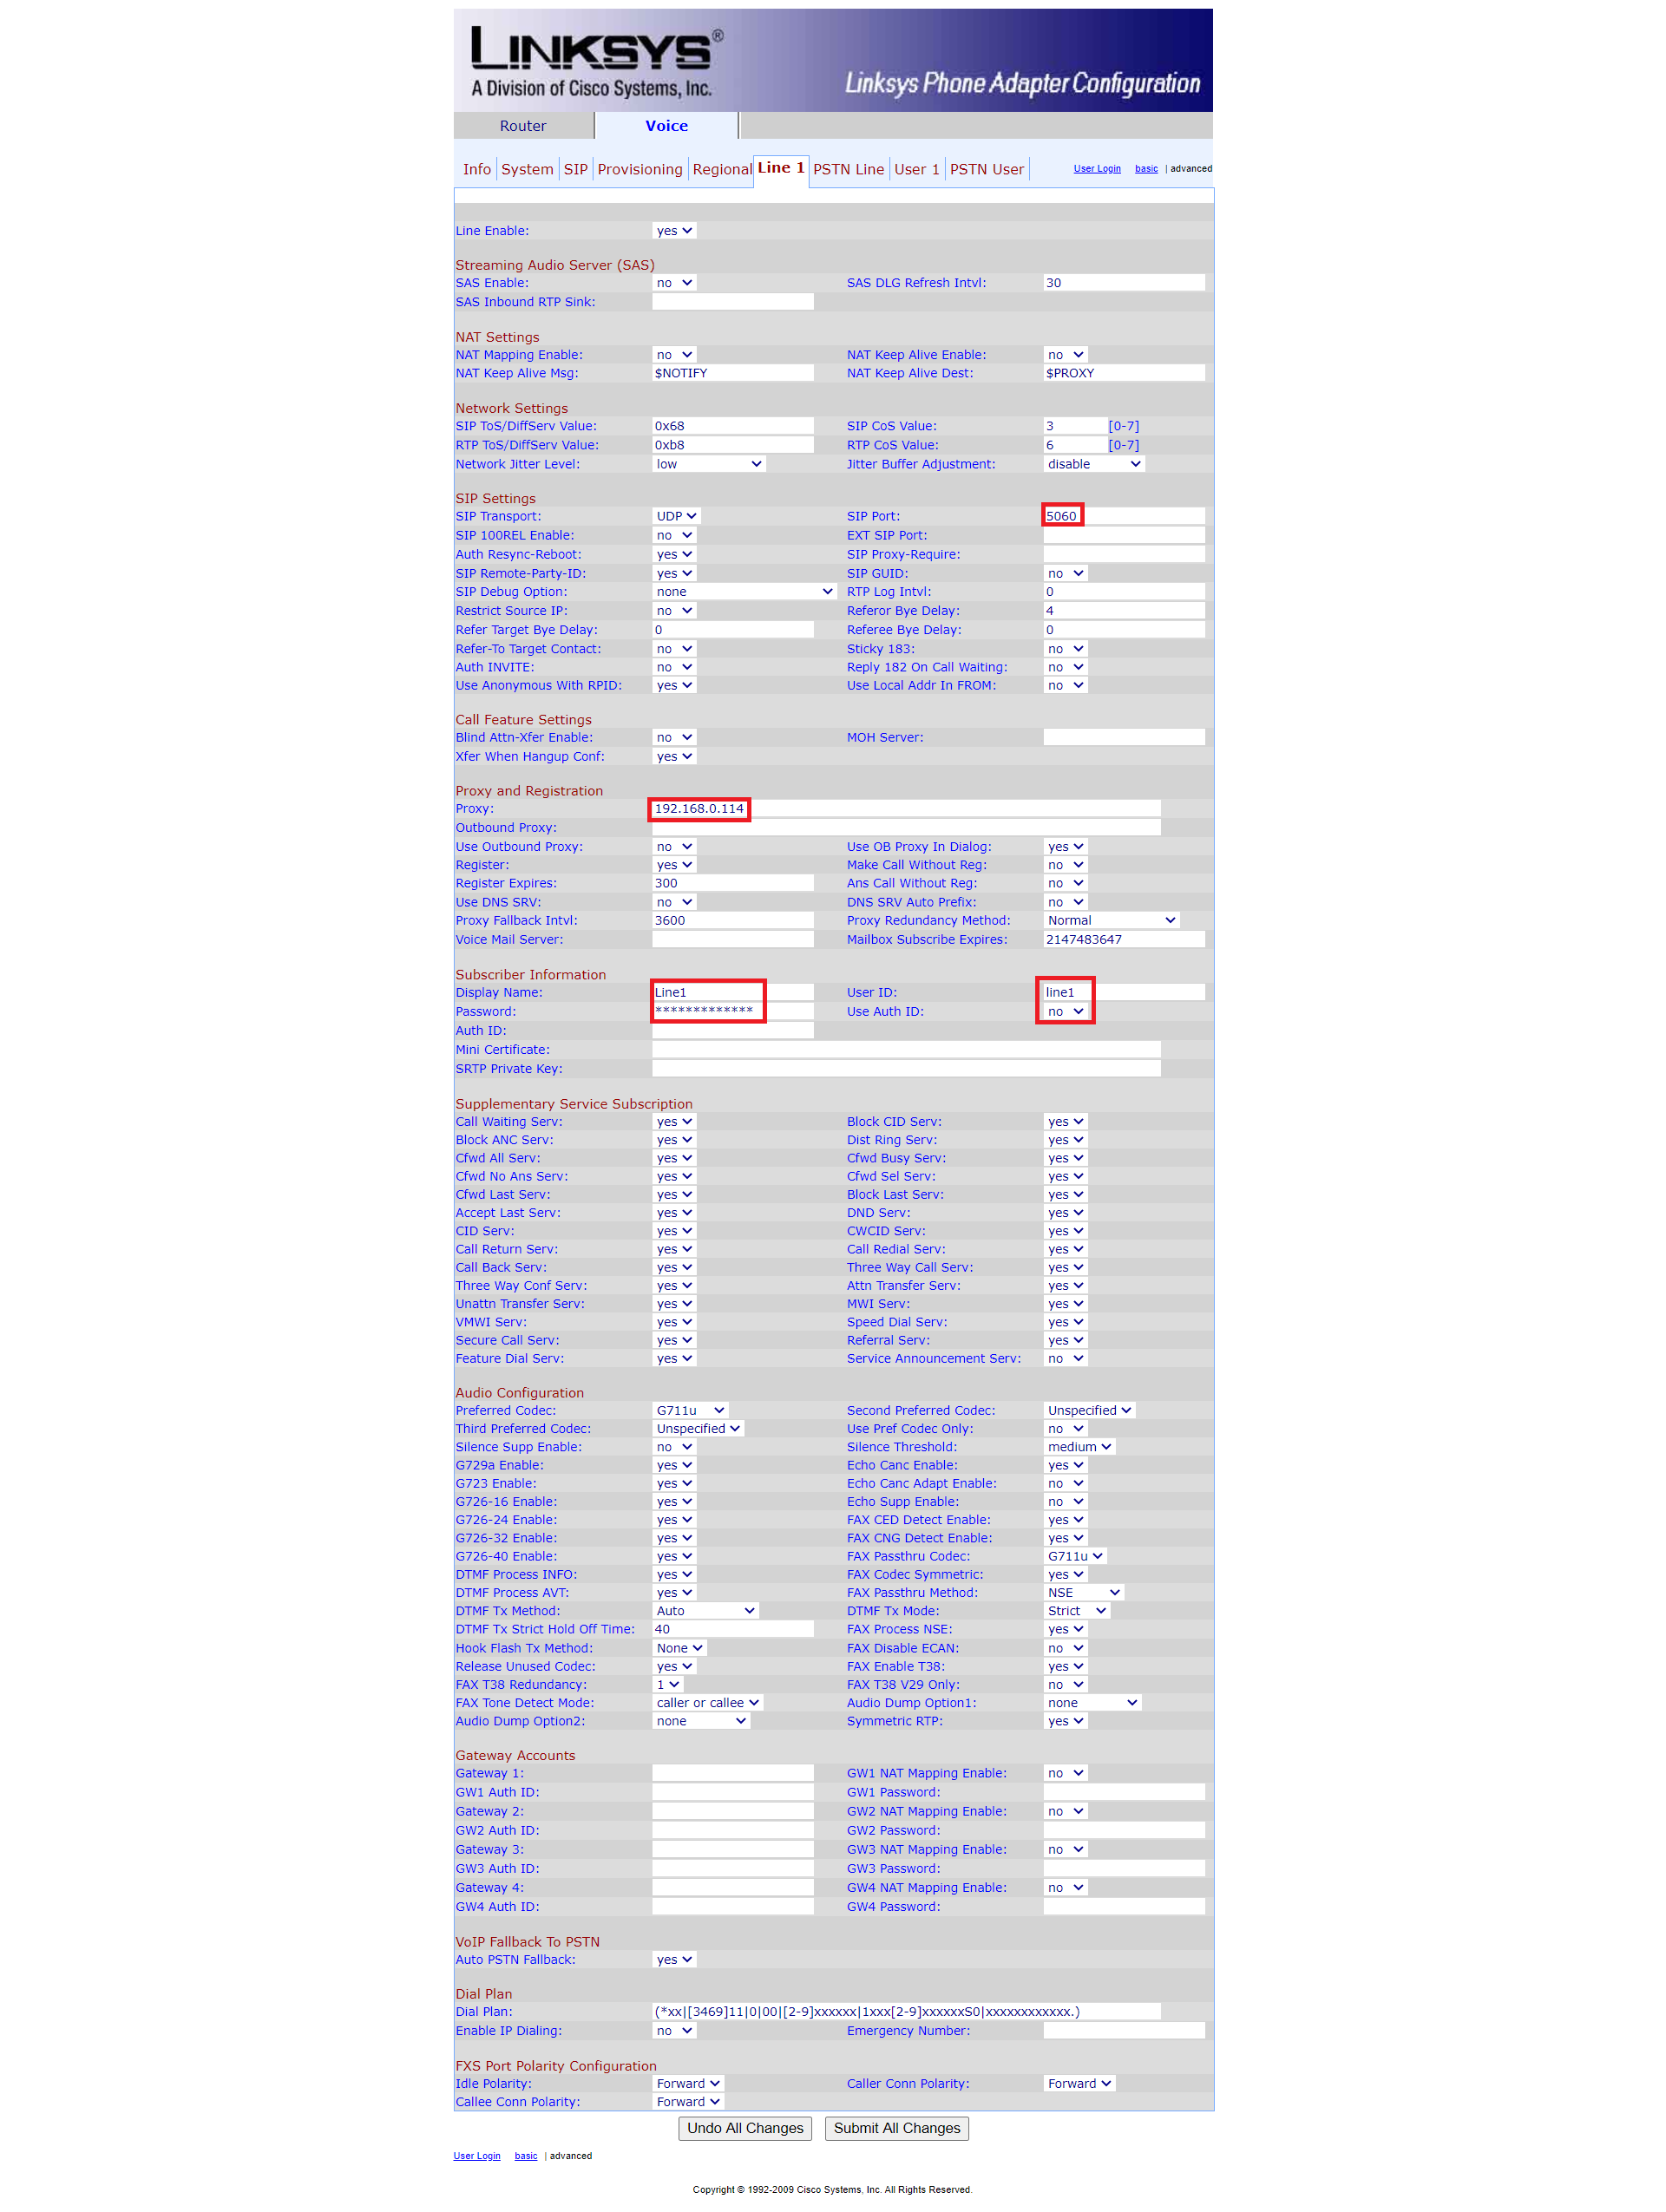 LINKSYS®
A Division of Cisco Systems, Inc.
Linksys Phone Adapter Configuration
Router Voice
Info System SIP Provisioning Regional Line 1 PSTN Line User 1 PSTN User User Login basic | advanced
Line Enable: yes
Streaming Audio Server (SAS)
SAS Enable: no SAS DLG Refresh Intvl: 30
SAS Inbound RTP Sink:
NAT Settings
NAT Mapping Enable: no NAT Keep Alive Enable: no
NAT Keep Alive Msg: $NOTIFY NAT Keep Alive Dest: $PROXY
Network Settings
SIP ToS/DiffServ Value: 0x68 SIP CoS Value: 3 [0-7]
RTP ToS/DiffServ Value: 0xb8 RTP CoS Value: 6 [0-7]
Network Jitter Level: low Jitter Buffer Adjustment: disable
SIP Settings
SIP Transport: UDP SIP Port: 5060
SIP 100REL Enable: no EXT SIP Port:
Auth Resync-Reboot: yes SIP Proxy-Require:
SIP Remote-Party-ID: yes SIP GUID: no
SIP Debug Option: none RTP Log Intvl: 0
Restrict Source IP: no Referor Bye Delay: 4
Refer Target Bye Delay: 0 Referee Bye Delay: 0
Refer-To Target Contact: no Sticky 183: no
Auth INVITE: no Reply 182 On Call Waiting: no
Use Anonymous With RPID: yes Use Local Addr In FROM: no
Call Feature Settings
Blind Attn-Xfer Enable: no MOH Server:
Xfer When Hangup Conf: yes
Proxy and Registration
Proxy: 192.168.0.114
Outbound Proxy:
Use Outbound Proxy: no Use OB Proxy In Dialog: yes
Register: yes Make Call Without Reg: no
Register Expires: 300 Ans Call Without Reg: no
Use DNS SRV: no DNS SRV Auto Prefix: no
Proxy Fallback Intvl: 3600 Proxy Redundancy Method: Normal
Voice Mail Server: Mailbox Subscribe Expires: 2147483647
Subscriber Information
Display Name: Line1 User ID: line1
Password: ************* Use Auth ID: no
Auth ID:
Mini Certificate:
SRTP Private Key:
Supplementary Service Subscription
Call Waiting Serv: yes Block CID Serv: yes
Block ANC Serv: yes Dist Ring Serv: yes
Cfwd All Serv: yes Cfwd Busy Serv: yes
Cfwd No Ans Serv: yes Cfwd Sel Serv: yes
Cfwd Last Serv: yes Block Last Serv: yes
Accept Last Serv: yes DND Serv: yes
CID Serv: yes CWCID Serv: yes
Call Return Serv: yes Call Redial Serv: yes
Call Back Serv: yes Three Way Call Serv: yes
Three Way Conf Serv: yes Attn Transfer Serv: yes
Unattn Transfer Serv: yes MWI Serv: yes
VMWI Serv: yes Speed Dial Serv: yes
Secure Call Serv: yes Referral Serv: yes
Feature Dial Serv: yes Service Announcement Serv: no
Audio Configuration
Preferred Codec: G711u Second Preferred Codec: Unspecified
Third Preferred Codec: Unspecified Use Pref Codec Only: no
Silence Supp Enable: no Silence Threshold: medium
G729a Enable: yes Echo Canc Enable: yes
G723 Enable: yes Echo Canc Adapt Enable: no
G726-16 Enable: yes Echo Supp Enable: no
G726-24 Enable: yes FAX CED Detect Enable: yes
G726-32 Enable: yes FAX CNG Detect Enable: yes
G726-40 Enable: yes FAX Passthru Codec: G711u
DTMF Process INFO: yes FAX Codec Symmetric: yes
DTMF Process AVT: yes FAX Passthru Method: NSE
DTMF Tx Method: Auto DTMF Tx Mode: Strict
DTMF Tx Strict Hold Off Time: 40 FAX Process NSE: yes
Hook Flash Tx Method: None FAX Disable ECAN: no
Release Unused Codec: yes FAX Enable T38: yes
FAX T38 Redundancy: 1 FAX T38 V29 Only: no
FAX Tone Detect Mode: caller or callee Audio Dump Option1: none
Audio Dump Option2: none Symmetric RTP: yes
Gateway Accounts
Gateway 1: GW1 NAT Mapping Enable: no
GW1 Auth ID: GW1 Password:
Gateway 2: GW2 NAT Mapping Enable: no
GW2 Auth ID: GW2 Password:
Gateway 3: GW3 NAT Mapping Enable: no
GW3 Auth ID: GW3 Password:
Gateway 4: GW4 NAT Mapping Enable: no
GW4 Auth ID: GW4 Password:
VoIP Fallback To PSTN
Auto PSTN Fallback: yes
Dial Plan
Dial Plan: (*xx|[3469]11|0|00|[2-9]xxxxxx|1xxx[2-9]xxxxxxS0|xxxxxxxxxxxx.)
Enable IP Dialing: no Emergency Number:
FXS Port Polarity Configuration
Idle Polarity: Forward Caller Conn Polarity: Forward
Callee Conn Polarity: Forward
Undo All Changes Submit All Changes
User Login basic | advanced
Copyright © 1992-2009 Cisco Systems, Inc. All Rights Reserved.